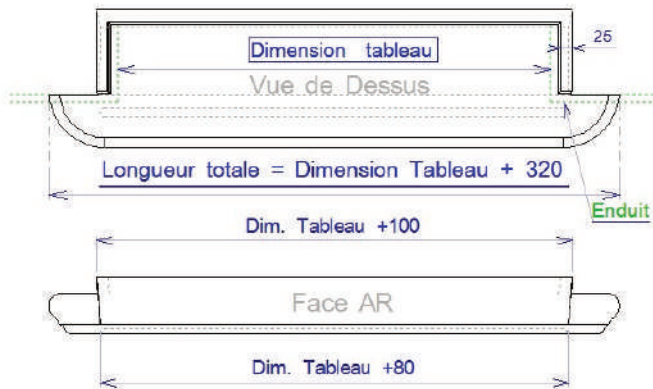 Dimension tableau
25
Vue de Dessus
Longueur totale = Dimension Tableau + 320
Enduit
Dim. Tableau +100
Face AR
Dim. Tableau +80